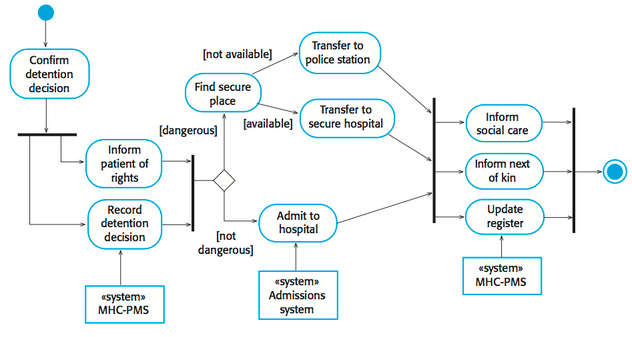 Confirm
detention
decision
Inform
patient of
rights
Record
detention
decision
«system»
MHC-PMS
[dangerous]
[not
dangerous]
Find secure
place
[not available]
[available]
Transfer to
police station
Transfer to
secure hospital
Admit to
hospital
«system»
Admissions
system
Inform
social care
Inform next
of kin
Update
register
«system»
MHC-PMS